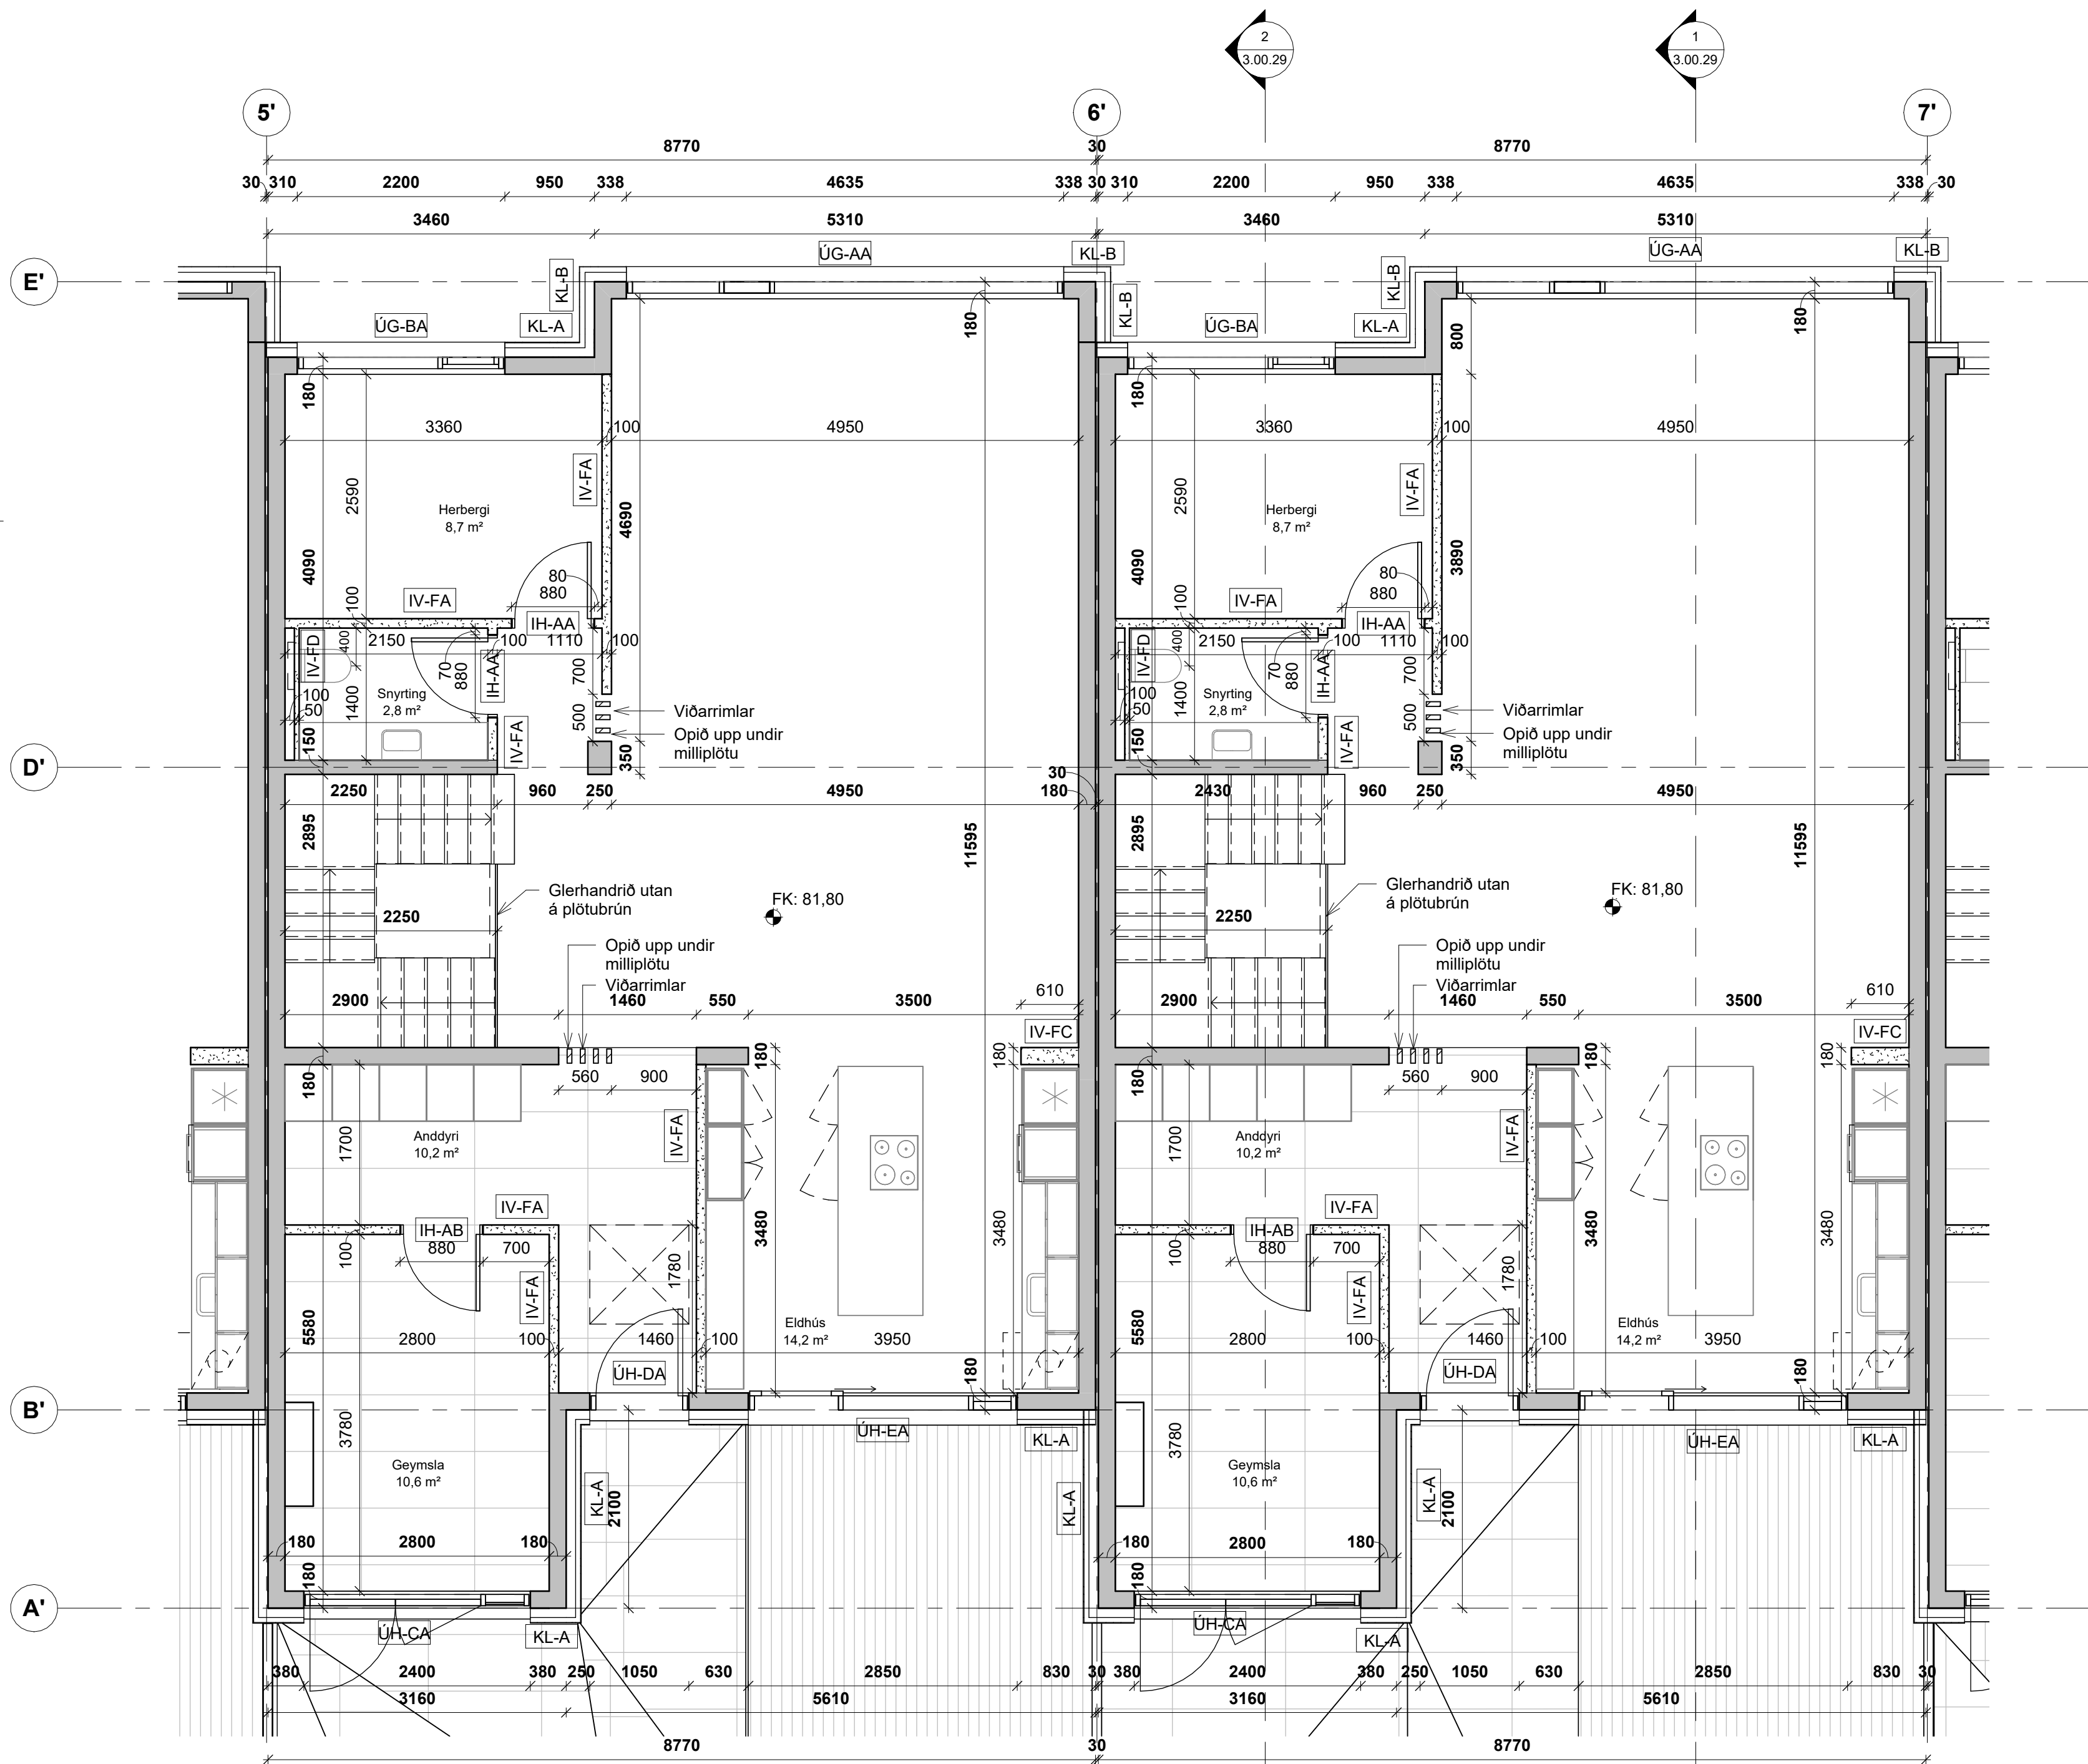 2
3.00.29
1
3.00.29
5'
6'
7'
8770
30
8770
30 310 2200 950 338 4635 338 30 310 2200 950 338 4635 338 30
3460 5310 3460 5310
ÚG-AA KL-B ÚG-AA KL-B
E'
KL-B
KL-B
KL-B
ÚG-BA KL-A 180 ÚG-BA KL-A 800 180
180 180
3360 100 4950 3360 100 4950
IV-FA IV-FA
2590 2590
Herbergi
8,7 m²
Herbergi
8,7 m²
4690
4090 4090 3890
80
880
80
880
100 IV-FA 100 IV-FA
IH-AA IH-AA
400 2150 100 1110 100 400 2150 100 1110 100
IV-FD 70 880 IH-AA 700 IV-FD 70 880 IH-AA 700
100
50
1400
Snyrting
2,8 m²
100
50
1400
Snyrting
2,8 m²
500 Viðarrimlar
500 Viðarrimlar
150 IV-FA 350
Opið upp undir
milliplötu
150 IV-FA 350
Opið upp undir
milliplötu
D'
30
2250 960 250 4950 180 2430 960 250 4950
2895 11595 2895 11595
Glerhandrið utan
á plötubrún
FK: 81,80
Glerhandrið utan
á plötubrún
FK: 81,80
2250 2250
Opið upp undir
milliplötu
Viðarrimlar
Opið upp undir
milliplötu
Viðarrimlar
2900 1460 550 3500 610 2900 1460 550 3500 610
IV-FC IV-FC
180 180 180 180
180 560 900 180 560 900
IV-FA IV-FA
1700
Anddyri
10,2 m²
1700
Anddyri
10,2 m²
IV-FA IV-FA
IH-AB IH-AB
100 880 700 100 880 700
3480 3480 3480 3480
1780 1780
IV-FA IV-FA
5580 5580
Eldhús
14,2 m²
Eldhús
14,2 m²
2800 100 1460 100 3950 2800 100 1460 100 3950
ÚH-DA 180 ÚH-DA 180
B'
3780 ÚH-EA KL-A 3780 ÚH-EA KL-A
Geymsla
10,6 m²
Geymsla
10,6 m²
KL-A 2100 KL-A KL-A 2100
180 2800 180 180 2800 180
180 180
A'
ÚH-CA KL-A ÚH-CA KL-A
380 2400 380 250 1050 630 2850 830 30 380 2400 380 250 1050 630 2850 830 30
3160 5610 3160 5610
8770 30 8770